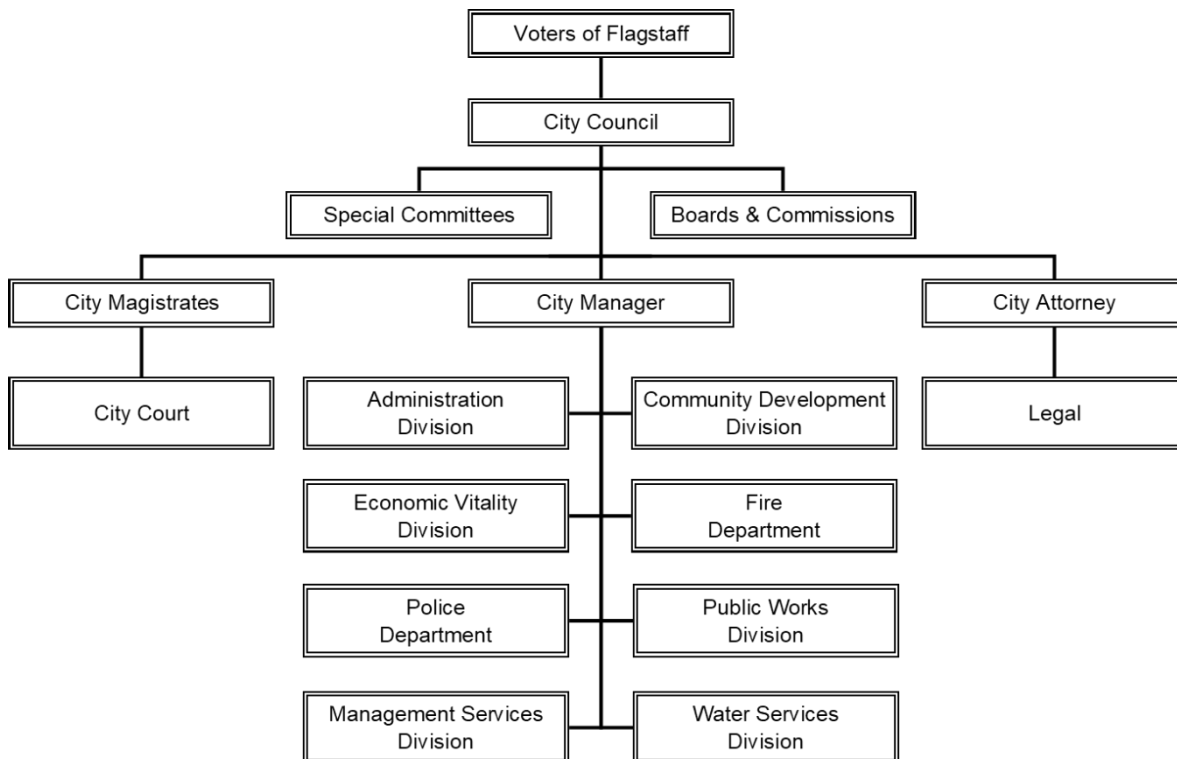 Voters of Flagstaff
City Council
Special Committees
Boards & Commissions
City Magistrates
City Manager
City Attorney
City Court
Administration
Division
Community Development
Division
Legal
Economic Vitality
Division
Fire
Department
Police
Department
Public Works
Division
Management Services
Division
Water Services
Division